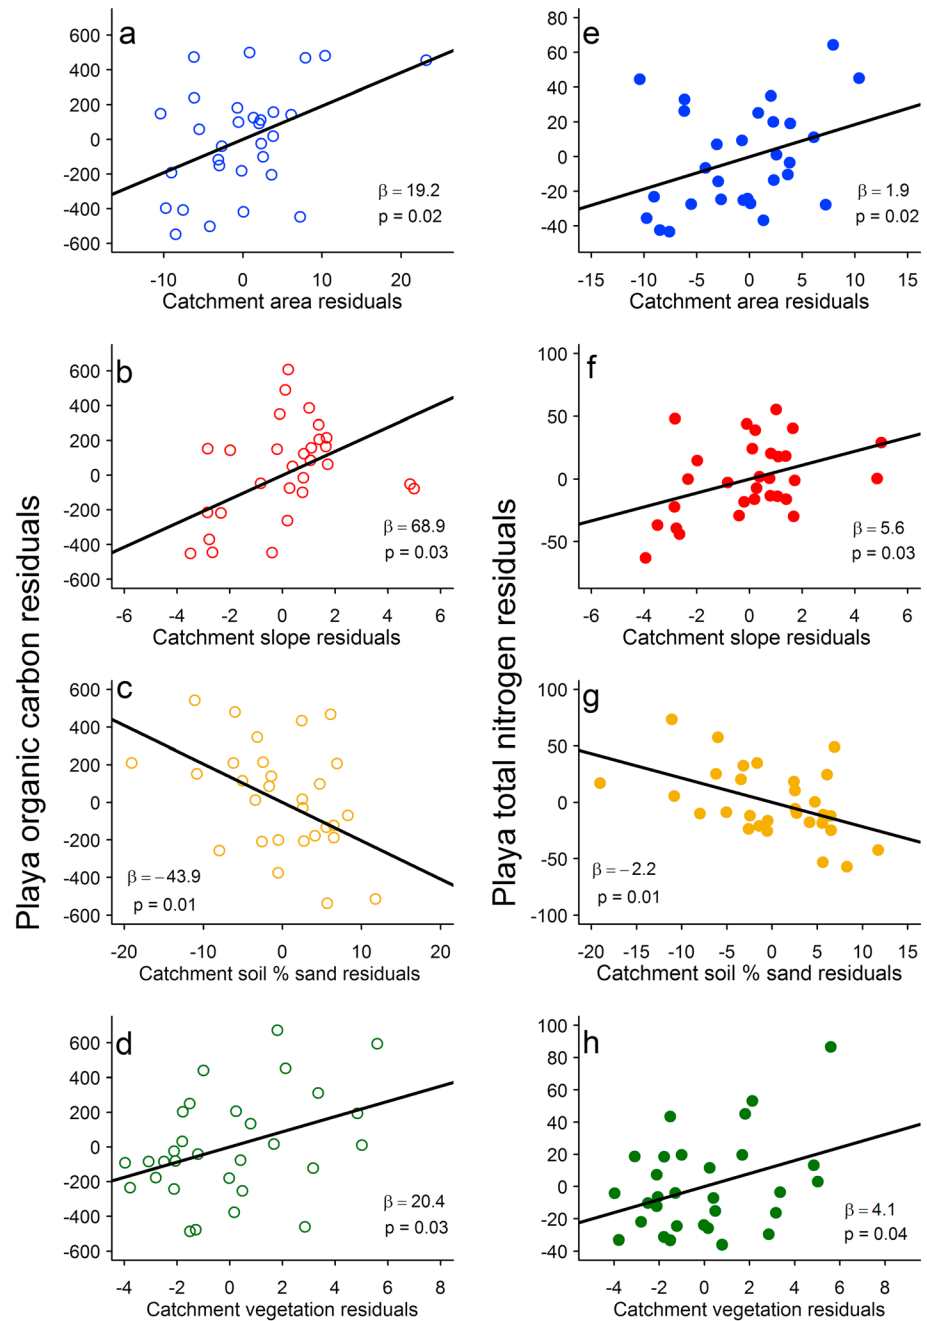 Playa organic carbon residuals
Playa total nitrogen residuals
a
600
400
200
0
-200
-400
-600
β = 19.2
p = 0.02
-10 0 10 20
Catchment area residuals
e
80
60
40
20
0
-20
-40
β = 1.9
p = 0.02
-15 -10 -5 0 5 10 15
Catchment area residuals
b
600
400
200
0
-200
-400
-600
β = 68.9
p = 0.03
-6 -4 -2 0 2 4 6
Catchment slope residuals
f
100
50
0
-50
β = 5.6
p = 0.03
-6 -4 -2 0 2 4 6
Catchment slope residuals
c
600
400
200
0
-200
-400
-600
β = −43.9
p = 0.01
-20 -10 0 10 20
Catchment soil % sand residuals
g
100
50
0
-50
-100
β = −2.2
p = 0.01
-20 -15 -10 -5 0 5 10 15
Catchment soil % sand residuals
d
600
400
200
0
-200
-400
-600
β = 20.4
p = 0.03
-4 -2 0 2 4 6 8
Catchment vegetation residuals
h
100
80
60
40
20
0
-20
-40
β = 4.1
p = 0.04
-4 -2 0 2 4 6 8
Catchment vegetation residuals